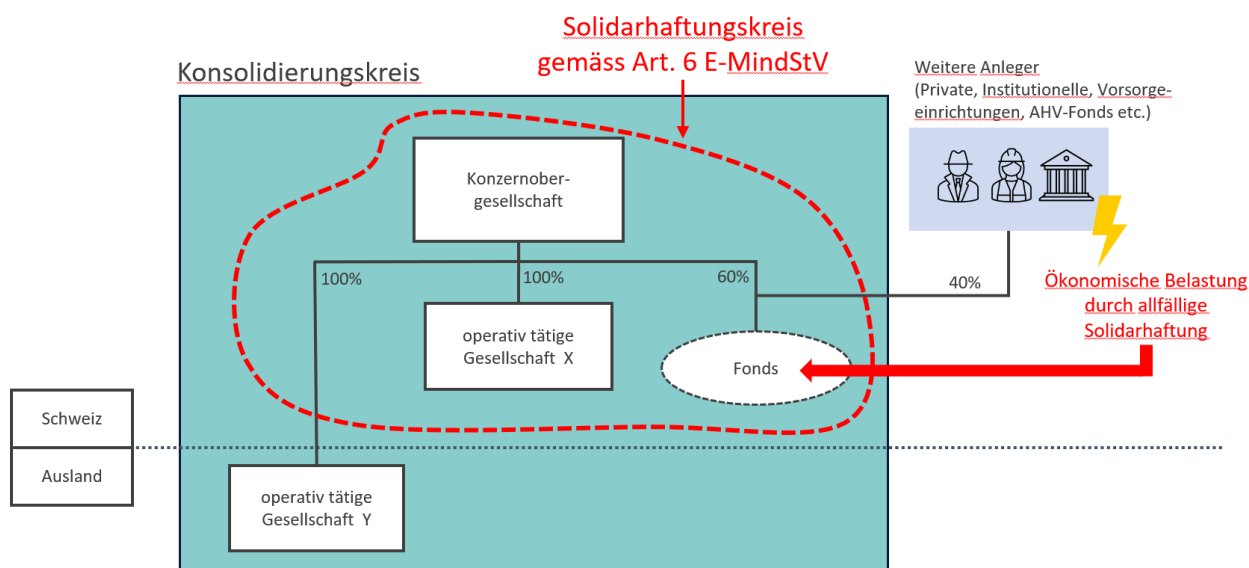 Solidarhaftungskreis
gemäss Art. 6 E-MindStV
Konsolidierungskreis
Weitere Anleger
(Private, Institutionelle, Vorsorge-
einrichtungen, AHV-Fonds etc.)
Konzernober-
gesellschaft
100%
100%
60%
40%
Ökonomische Belastung
durch allfällige
Solidarhaftung
operativ tätige
Gesellschaft X
Fonds
Schweiz
Ausland
operativ tätige
Gesellschaft Y